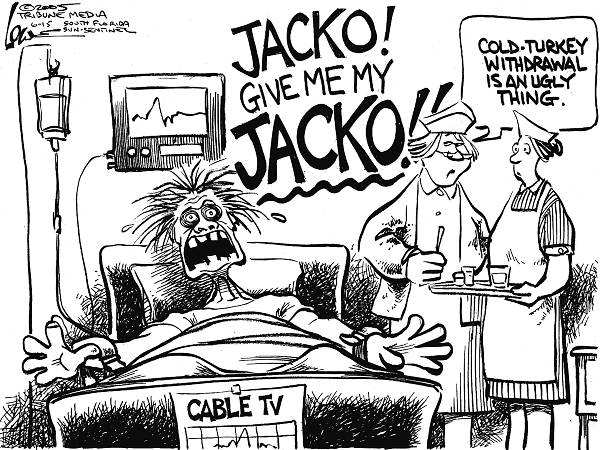 ©2005
TRIBUNE MEDIA
6-15 SOUTH FLORIDA
SUN-SENTINEL
JACKO!
GIVE ME MY
JACKO!!
COLD-TURKEY
WITHDRAWAL
IS AN UGLY
THING.
CABLE TV